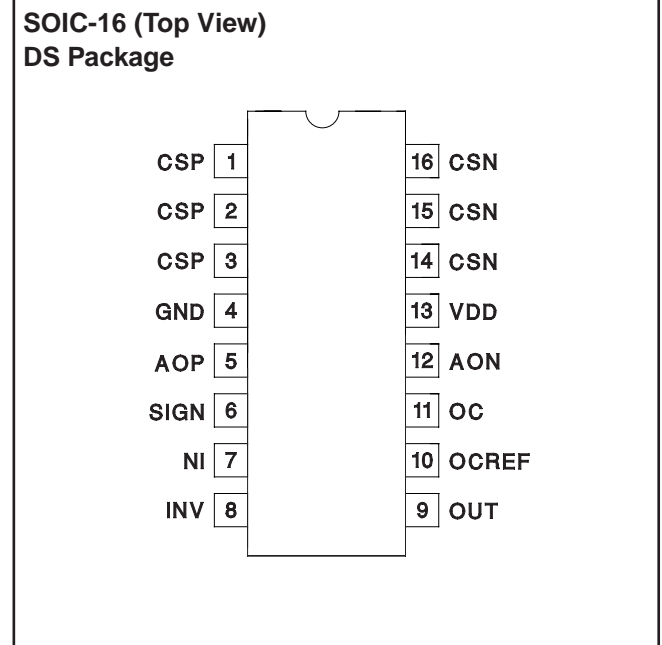 SOIC-16 (Top View)
DS Package
CSP 1 16 CSN
CSP 2 15 CSN
CSP 3 14 CSN
GND 4 13 VDD
AOP 5 12 AON
SIGN 6 11 OC
NI 7 10 OCREF
INV 8 9 OUT